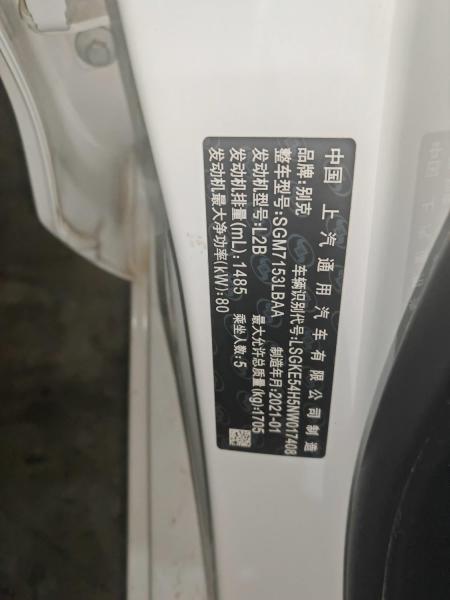 中国 上汽通用汽车有限公司制造
品牌:别克 车辆识别代号:LSGKE54H5NW017408
整车型号:SGM7153LBAA 制造年月:2021-01
发动机型号:L2B 最大允许总质量(kg):1705
发动机排量(mL):1485 乘坐人数:5
发动机最大净功率(kW):80